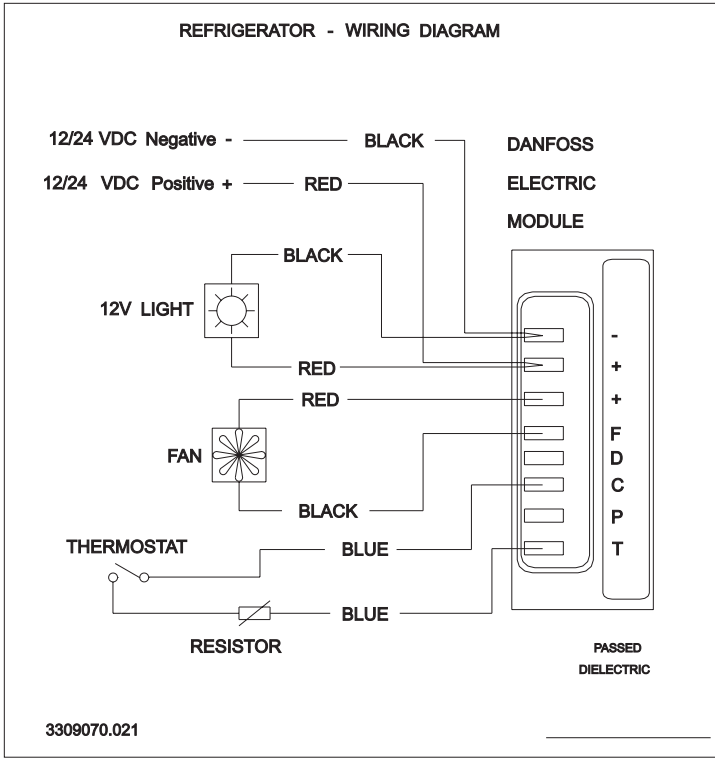 REFRIGERATOR - WIRING DIAGRAM
12/24 VDC Negative -
BLACK
DANFOSS
ELECTRIC
MODULE
12/24 VDC Positive +
RED
BLACK
12V LIGHT
RED
RED
FAN
BLACK
THERMOSTAT
BLUE
BLUE
RESISTOR
-
+
+
F
D
C
P
T
PASSED
DIELECTRIC
3309070.021